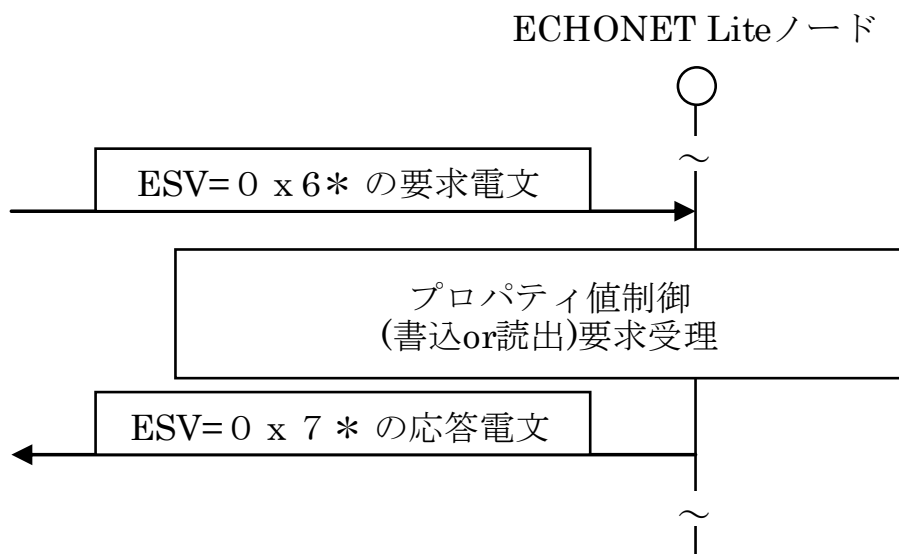 ECHONET Liteノード
～
ESV=０ｘ６＊ の要求電文
プロパティ値制御
(書込or読出)要求受理
ESV=０ ｘ ７ ＊ の応答電文
～